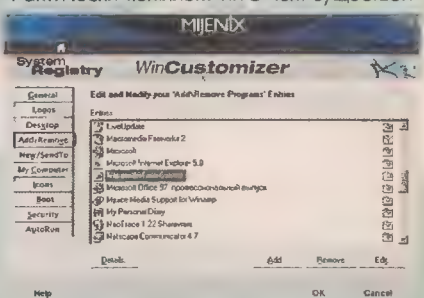 MIJENIX
System Registry WinCustomizer
General
Logos
Desktop
Add/Remove
New/SendTo
My Computer
Icons
Boot
Security
AutoRun
Edit and Modify your 'Add/Remove Programs' Entries
Entries
LiveUpdate
Macromedia Fireworks 2
Microsoft
Microsoft Internet Explorer 5.0
Microsoft Office 97 профессиональный выпуск
Mjuice Media Support for Winamp
My Personal Diary
NeoTrace 1.22 Shareware
Netscape Communicator 4.7
Details
Add
Remove
Edit
Help
OK
Cancel